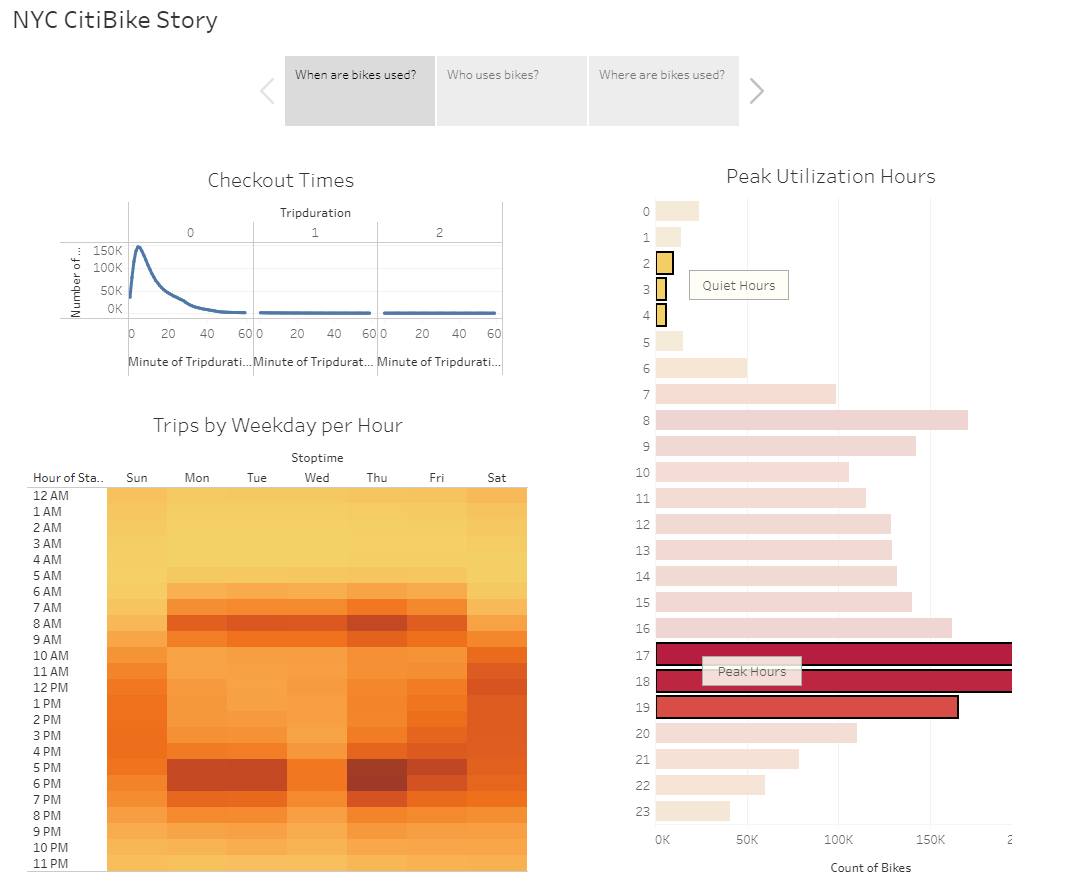 NYC CitiBike Story
When are bikes used?
Who uses bikes?
Where are bikes used?
Checkout Times
Tripduration
0 1 2
Number of ..
150K
100K
50K
0K
0 20 40 60 0 20 40 60 0 20 40 60
Minute of Tripdurati... Minute of Tripdurat... Minute of Tripdurati...
Trips by Weekday per Hour
Stoptime
Hour of Sta.. Sun Mon Tue Wed Thu Fri Sat
12 AM
1 AM
2 AM
3 AM
4 AM
5 AM
6 AM
7 AM
8 AM
9 AM
10 AM
11 AM
12 PM
1 PM
2 PM
3 PM
4 PM
5 PM
6 PM
7 PM
8 PM
9 PM
10 PM
11 PM
Peak Utilization Hours
0
1
2
3
Quiet Hours
4
5
6
7
8
9
10
11
12
13
14
15
16
17
Peak Hours
18
19
20
21
22
23
0K 50K 100K 150K 2
Count of Bikes